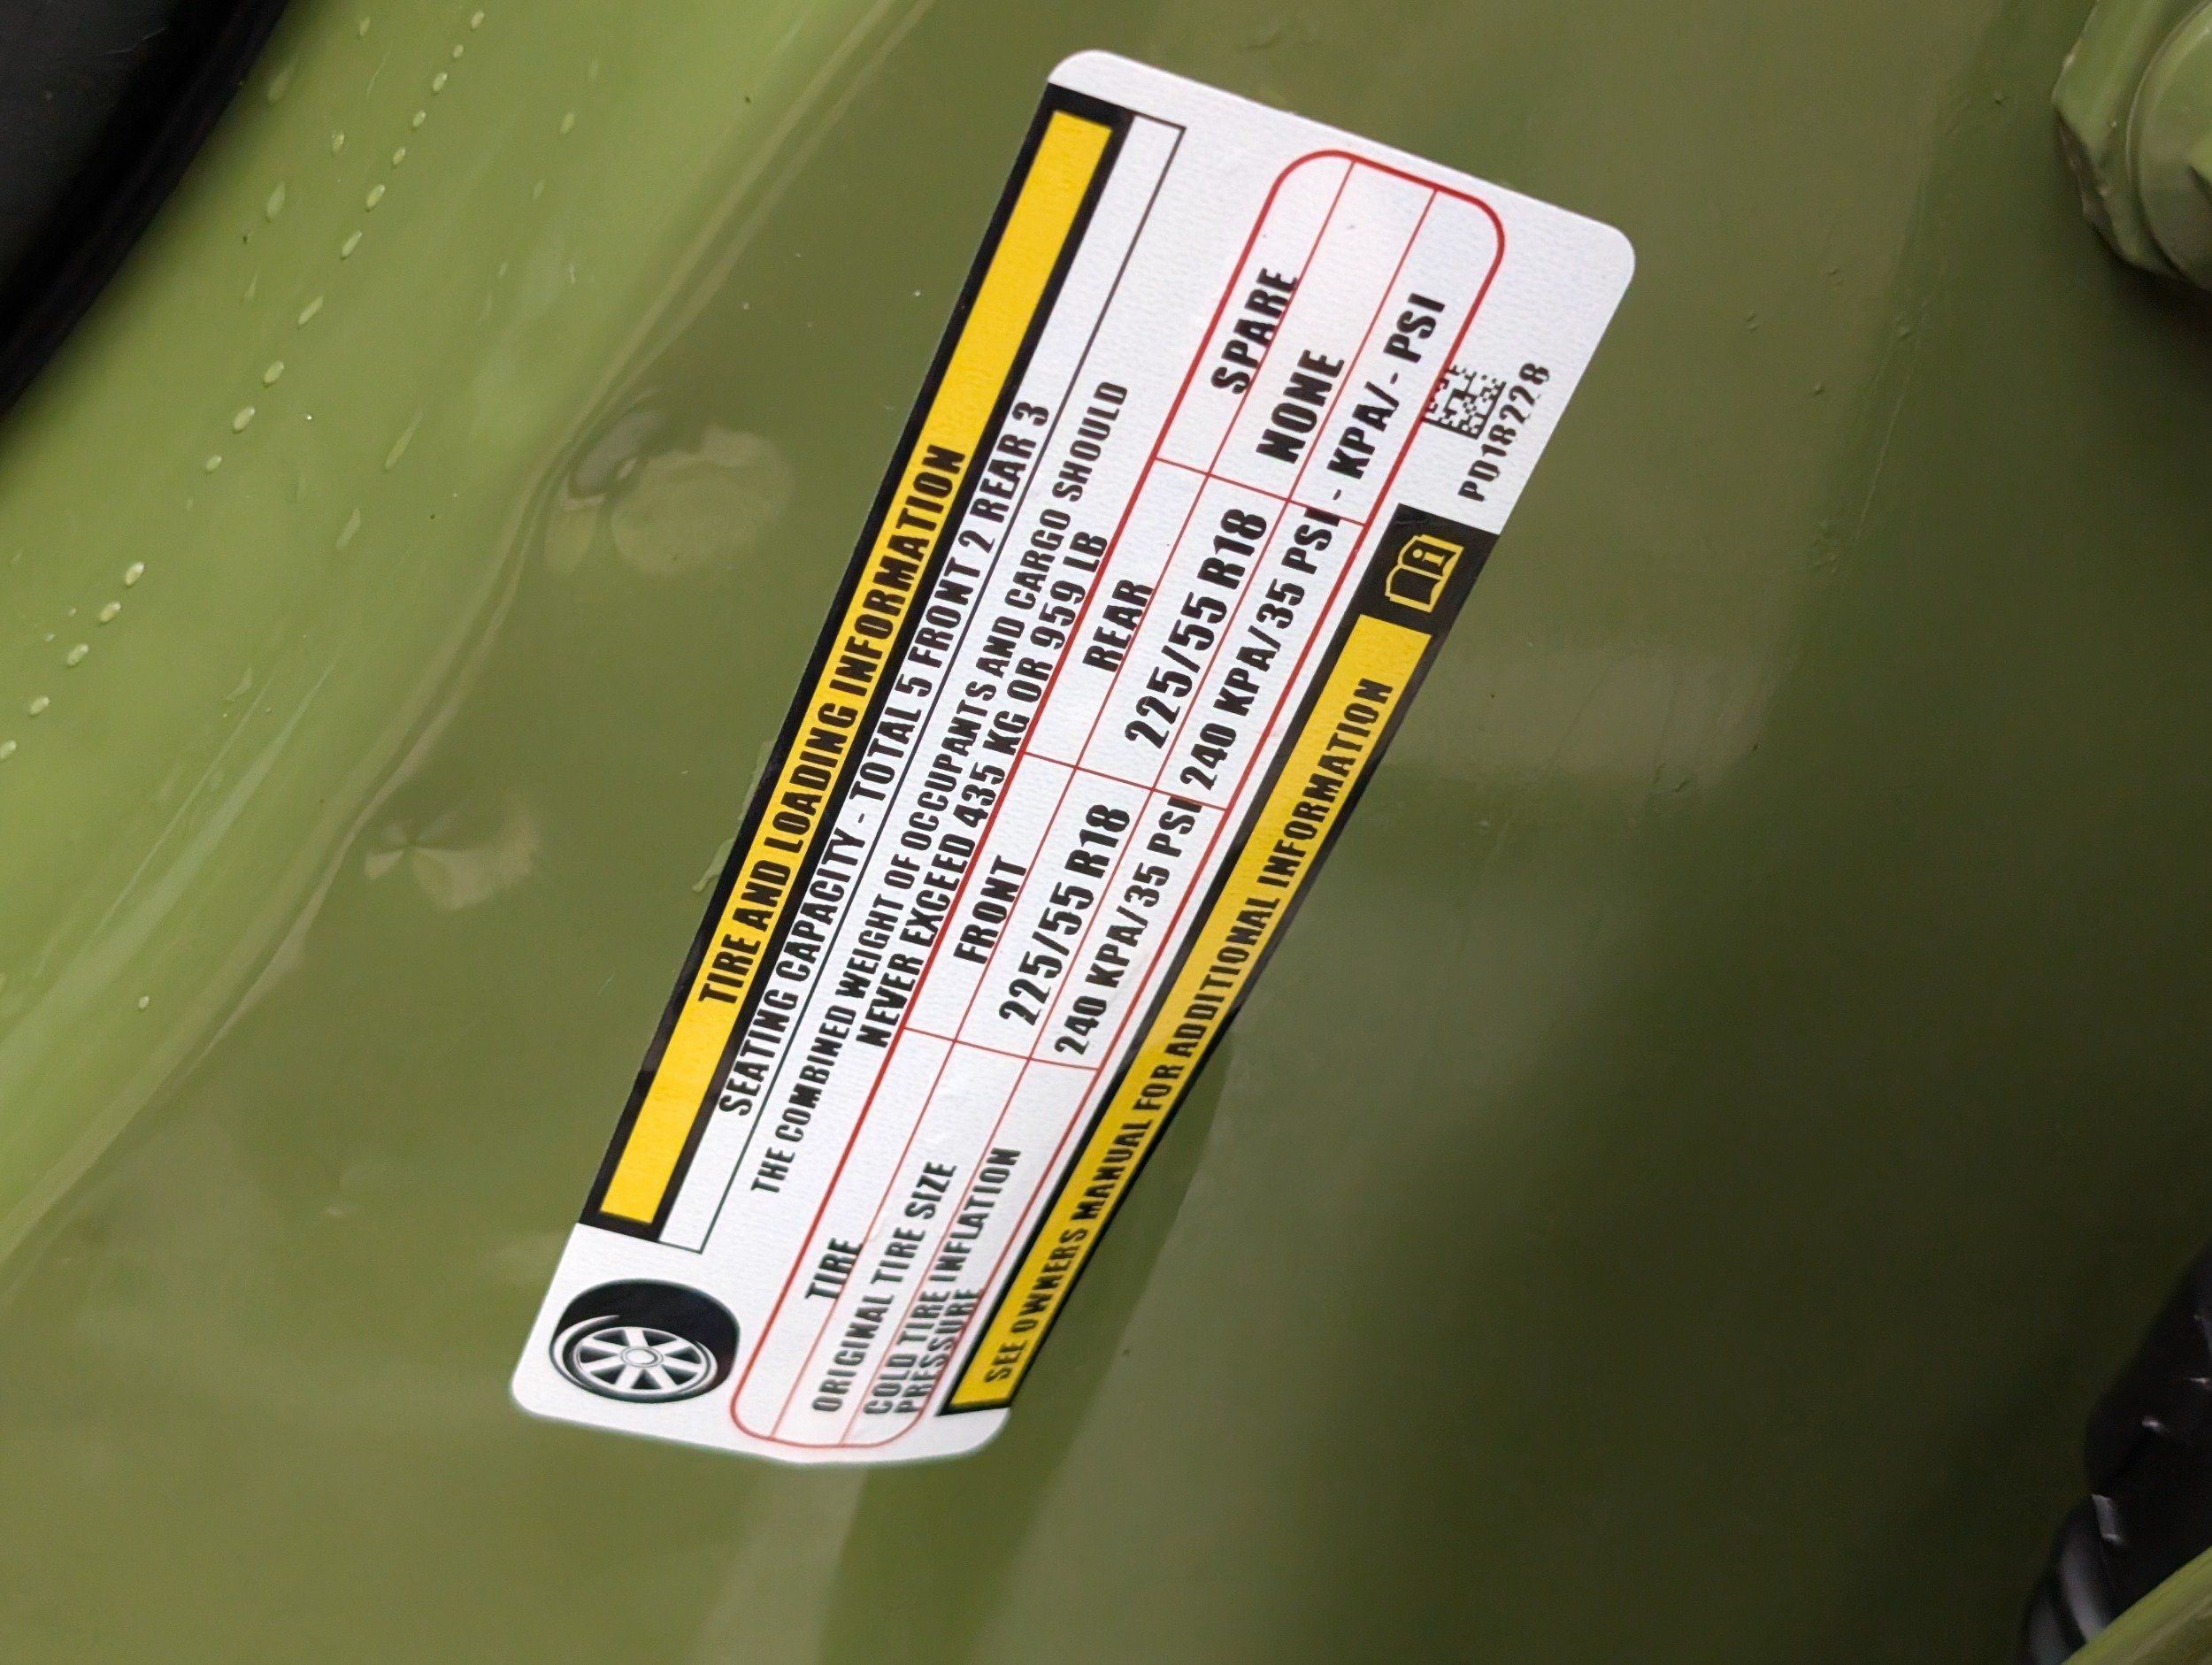 TIRE AND LOADING INFORMATION
SEATING CAPACITY - TOTAL 5 FRONT 2 REAR 3
THE COMBINED WEIGHT OF OCCUPANTS AND CARGO SHOULD
NEVER EXCEED 435 KG OR 959 LB
TIRE FRONT REAR SPARE
ORIGINAL TIRE SIZE 225/55 R18 225/55 R18 NONE
COLD TIRE INFLATION
PRESSURE 240 KPA/35 PSI 240 KPA/35 PSI - KPA/- PSI
SEE OWNERS MANUAL FOR ADDITIONAL INFORMATION
PD18228